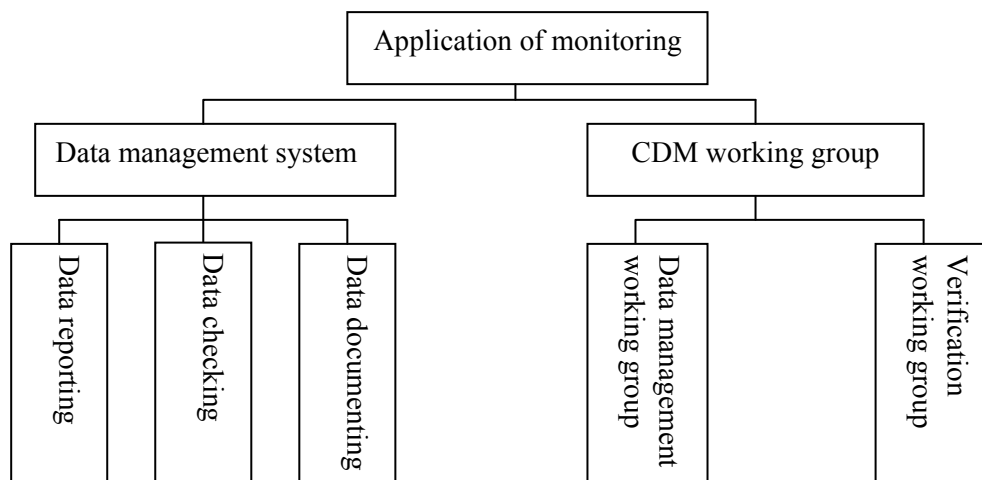 Application of monitoring
Data management system
CDM working group
Data reporting
Data checking
Data documenting
Data management
working group
Verification
working group